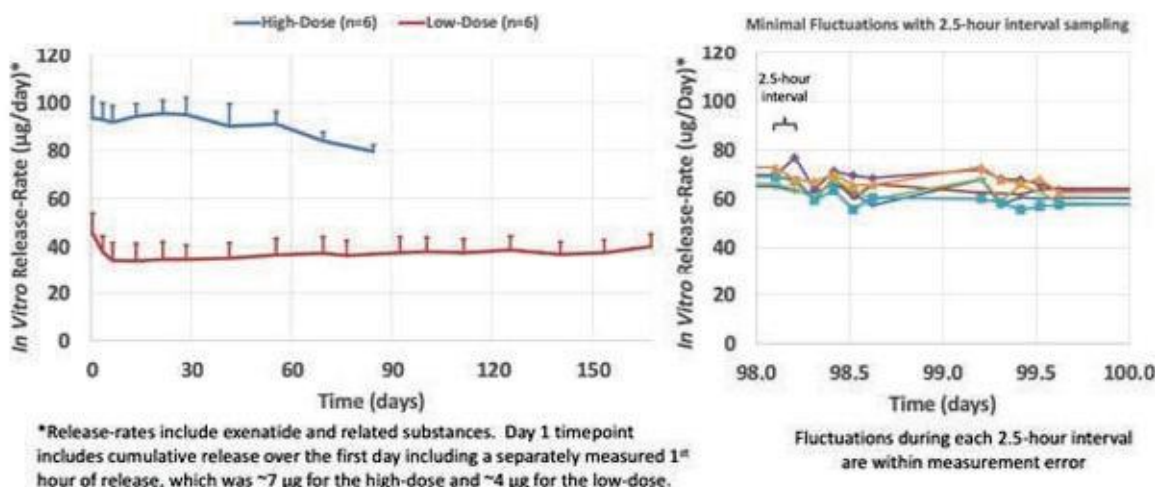 High-Dose (n=6) Low-Dose (n=6)
120
100
80
60
40
20
0
In Vitro Release-Rate (µg/day)*
0 30 60 90 120 150
Time (days)
*Release-rates include exenatide and related substances. Day 1 timepoint
includes cumulative release over the first day including a separately measured 1st
hour of release, which was ~7 µg for the high-dose and ~4 µg for the low-dose.
Minimal Fluctuations with 2.5-hour interval sampling
120
100
80
60
40
20
0
In Vitro Release-Rate (ug/Day)*
2.5-hour
interval
98.0 98.5 99.0 99.5 100.0
Time (days)
Fluctuations during each 2.5-hour interval
are within measurement error